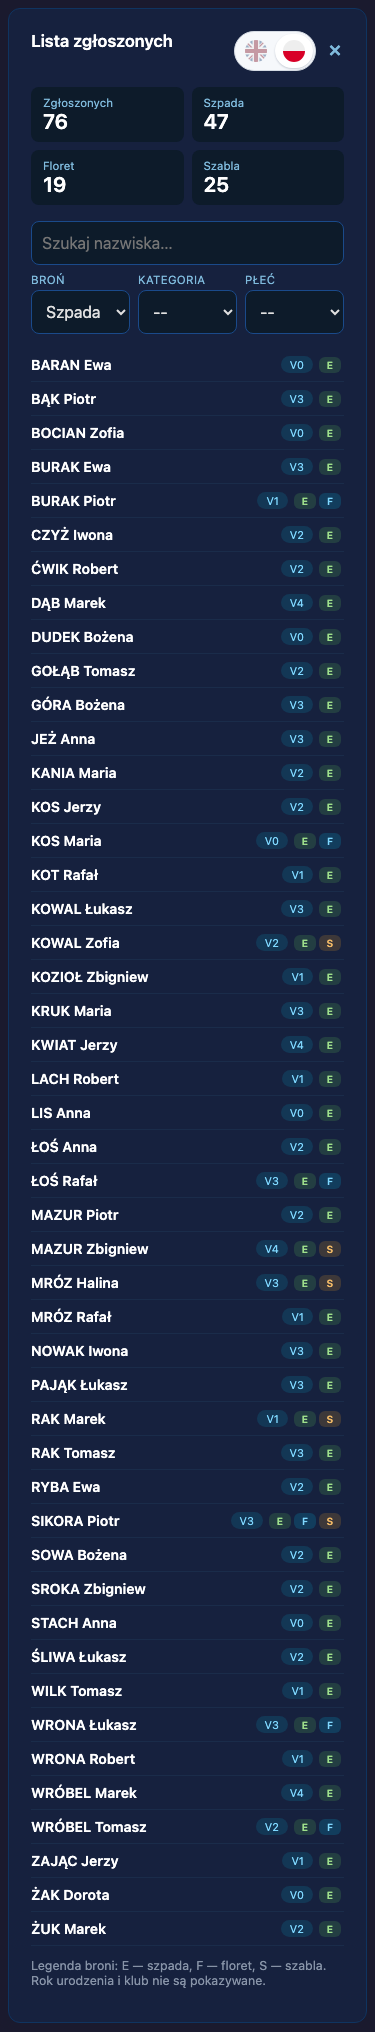 Lista zgłoszonych
×
Zgłoszonych
76
Szpada
47
Floret
19
Szabla
25
Szukaj nazwiska...
BROŃ KATEGORIA PŁEĆ
Szpada -- --
BARAN Ewa V0 E
BĄK Piotr V3 E
BOCIAN Zofia V0 E
BURAK Ewa V3 E
BURAK Piotr V1 E F
CZYŻ Iwona V2 E
ĆWIK Robert V2 E
DĄB Marek V4 E
DUDEK Bożena V0 E
GOŁĄB Tomasz V2 E
GÓRA Bożena V3 E
JEŻ Anna V3 E
KANIA Maria V2 E
KOS Jerzy V2 E
KOS Maria V0 E F
KOT Rafał V1 E
KOWAL Łukasz V3 E
KOWAL Zofia V2 E S
KOZIOŁ Zbigniew V1 E
KRUK Maria V3 E
KWIAT Jerzy V4 E
LACH Robert V1 E
LIS Anna V0 E
ŁOŚ Anna V2 E
ŁOŚ Rafał V3 E F
MAZUR Piotr V2 E
MAZUR Zbigniew V4 E S
MRÓZ Halina V3 E S
MRÓZ Rafał V1 E
NOWAK Iwona V3 E
PAJĄK Łukasz V3 E
RAK Marek V1 E S
RAK Tomasz V3 E
RYBA Ewa V2 E
SIKORA Piotr V3 E F S
SOWA Bożena V2 E
SROKA Zbigniew V2 E
STACH Anna V0 E
ŚLIWA Łukasz V2 E
WILK Tomasz V1 E
WRONA Łukasz V3 E F
WRONA Robert V1 E
WRÓBEL Marek V4 E
WRÓBEL Tomasz V2 E F
ZAJĄC Jerzy V1 E
ŻAK Dorota V0 E
ŻUK Marek V2 E
Legenda broni: E — szpada, F — floret, S — szabla.
Rok urodzenia i klub nie są pokazywane.